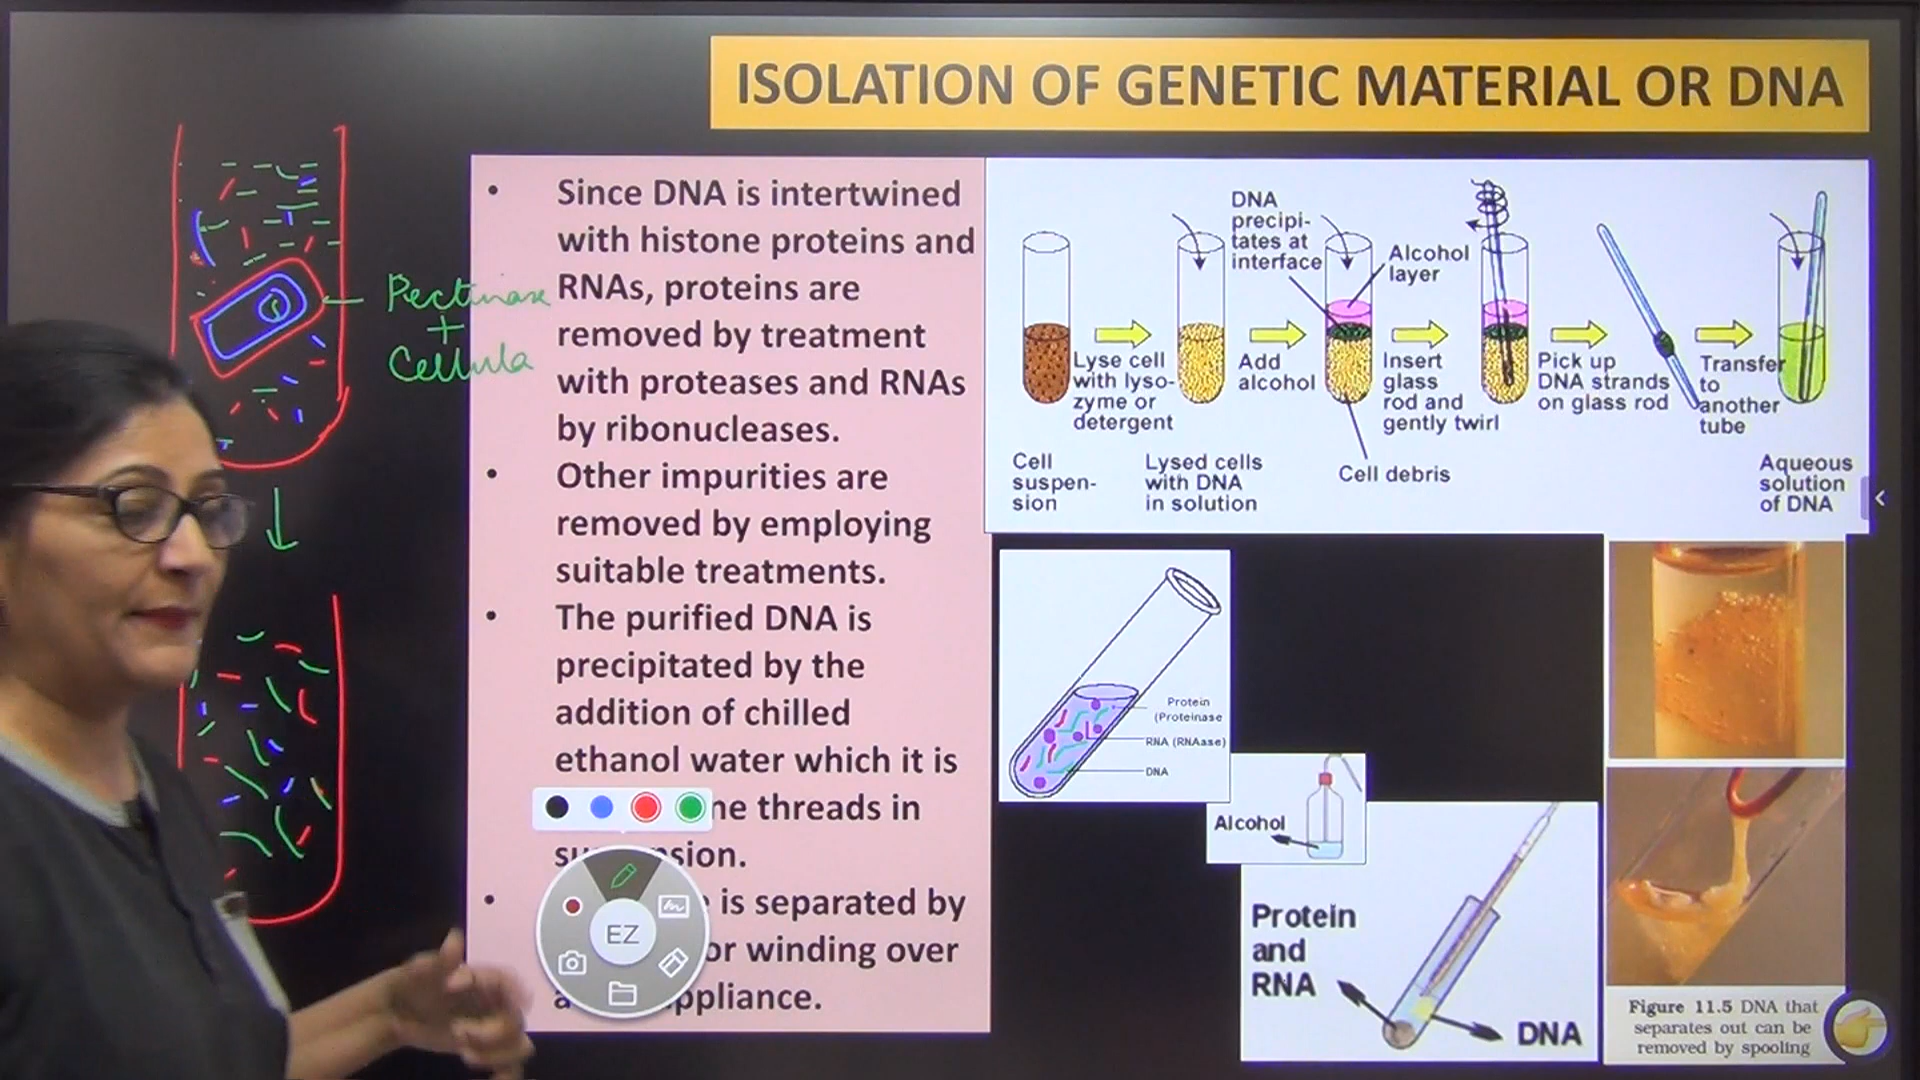 ISOLATION OF GENETIC MATERIAL OR DNA
• Since DNA is intertwined
with histone proteins and
RNAs, proteins are
removed by treatment
with proteases and RNAs
by ribonucleases.
• Other impurities are
removed by employing
suitable treatments.
• The purified DNA is
precipitated by the
addition of chilled
ethanol water which it is
threads in
• is separated by
or winding over
Pectinase
+
Cellula
DNA
precipi-
tates at
interface
Alcohol
layer
Lyse cell
with lyso-
zyme or
detergent
Add
alcohol
Insert
glass
rod and
gently twirl
Pick up
DNA strands
on glass rod
Transfer
to
another
tube
Cell
suspen-
sion
Lysed cells
with DNA
in solution
Cell debris
Aqueous
solution
of DNA
Protein
(Proteinase
RNA (RNAase)
DNA
Alcohol
Protein
and
RNA
DNA
Figure 11.5 DNA that
separates out can be
removed by spooling
EZ